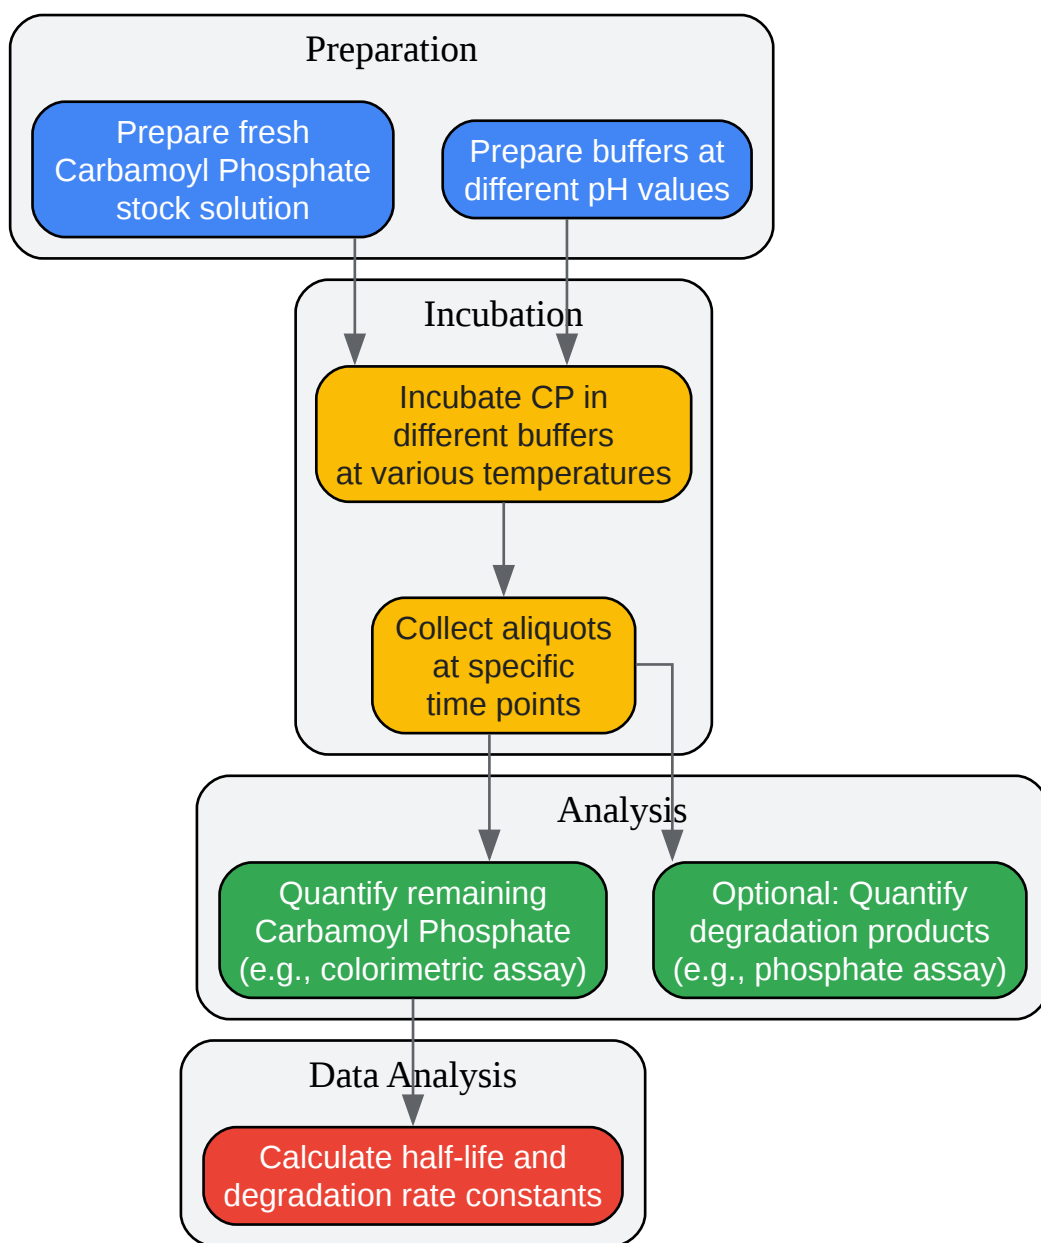 Preparation
Prepare fresh
Carbamoyl Phosphate
stock solution
Prepare buffers at
different pH values
Incubation
Incubate CP in
different buffers
at various temperatures
Collect aliquots
at specific
time points
Analysis
Quantify remaining
Carbamoyl Phosphate
(e.g., colorimetric assay)
Optional: Quantify
degradation products
(e.g., phosphate assay)
Data Analysis
Calculate half-life and
degradation rate constants